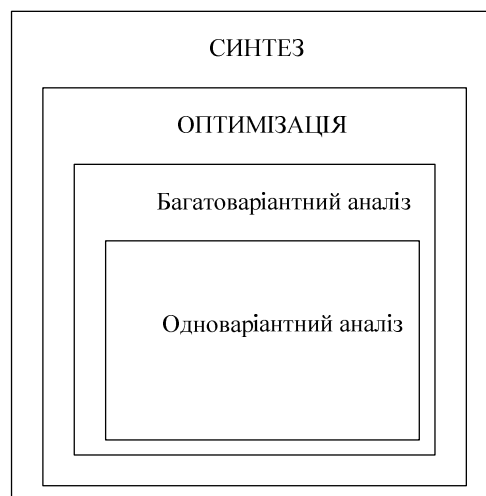 СИНТЕЗ
ОПТИМІЗАЦІЯ
Багатоваріантний аналіз
Одноваріантний аналіз